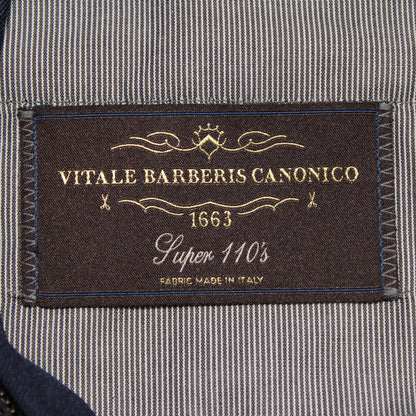 VITALE BARBERIS CANONICO
1663
Super 110's
FABRIC MADE IN ITALY